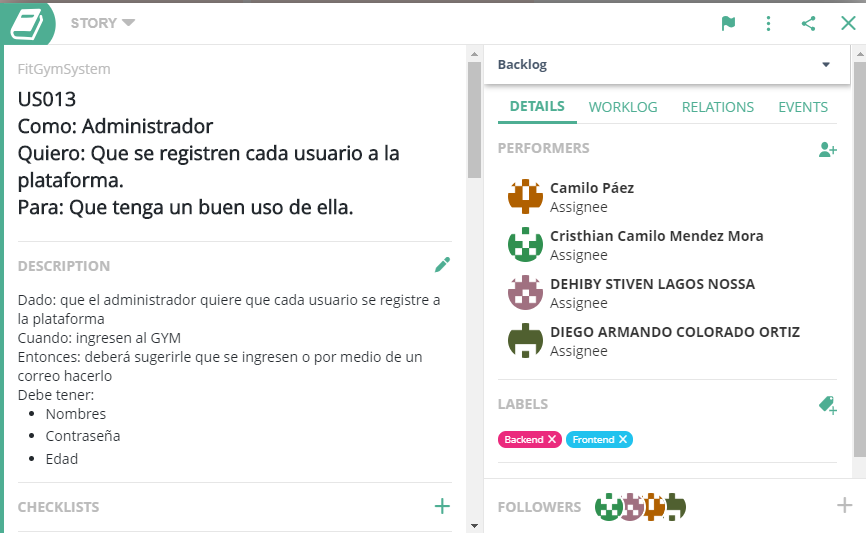 STORY
FitGymSystem
US013
Como: Administrador
Quiero: Que se registren cada usuario a la
plataforma.
Para: Que tenga un buen uso de ella.
DESCRIPTION
Dado: que el administrador quiere que cada usuario se registre a
la plataforma
Cuando: ingresen al GYM
Entonces: deberá sugerirle que se ingresen o por medio de un
correo hacerlo
Debe tener:
Nombres
Contraseña
Edad
CHECKLISTS
Backlog
DETAILS WORKLOG RELATIONS EVENTS
PERFORMERS
Camilo Páez
Assignee
Cristhian Camilo Mendez Mora
Assignee
DEHIBY STIVEN LAGOS NOSSA
Assignee
DIEGO ARMANDO COLORADO ORTIZ
Assignee
LABELS
Backend Frontend
FOLLOWERS